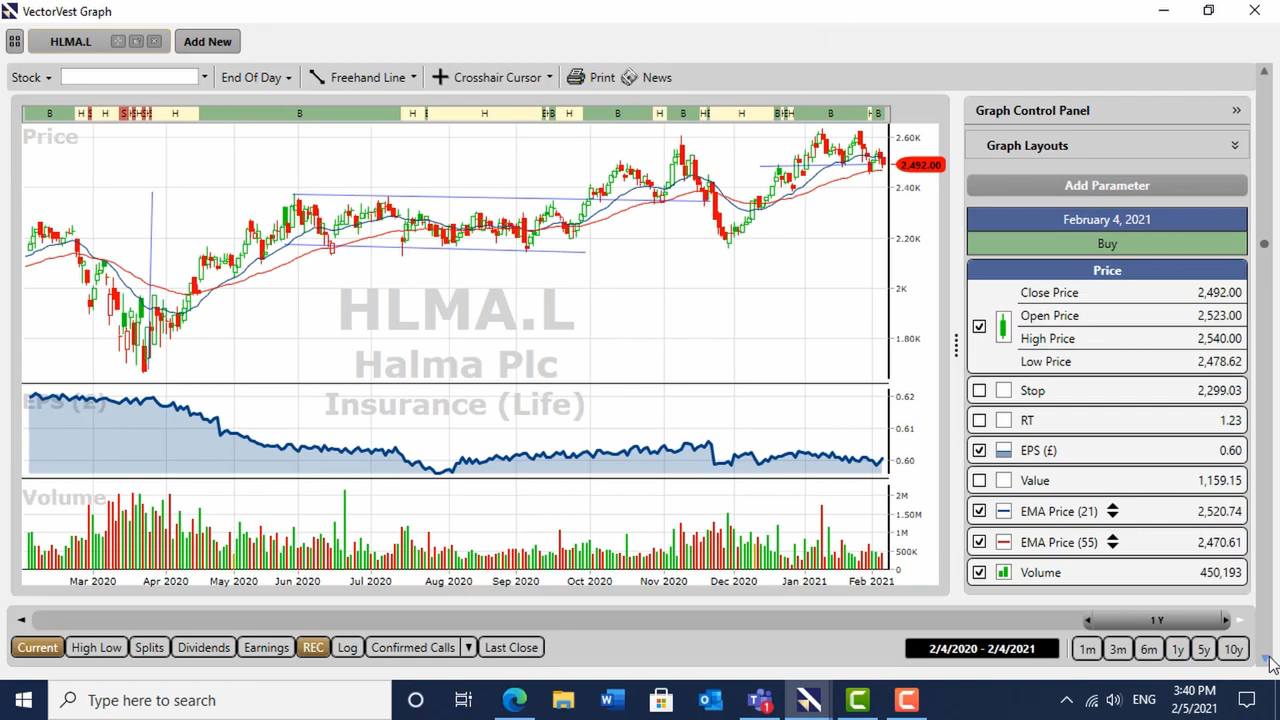 VectorVest Graph
HLMA.L
Add New
Stock End Of Day Freehand Line Crosshair Cursor Print News
B H S H S H B H H B H B H B H B H B
Price
2.60K
2,492.00
2.40K
2.20K
2K
1.80K
HLMA.L
Halma Plc
Insurance (Life)
EPS (£)
0.62
0.61
0.60
Volume
2M
1.50M
1M
500K
0
Mar 2020 Apr 2020 May 2020 Jun 2020 Jul 2020 Aug 2020 Sep 2020 Oct 2020 Nov 2020 Dec 2020 Jan 2021 Feb 2021
Graph Control Panel
Graph Layouts
Add Parameter
February 4, 2021
Buy
Price
Close Price 2,492.00
Open Price 2,523.00
High Price 2,540.00
Low Price 2,478.62
Stop 2,299.03
RT 1.23
EPS (£) 0.60
Value 1,159.15
EMA Price (21) 2,520.74
EMA Price (55) 2,470.61
Volume 450,193
1 Y
Current High Low Splits Dividends Earnings REC Log Confirmed Calls Last Close
2/4/2020 - 2/4/2021
1m 3m 6m 1y 5y 10y
Type here to search
1
ENG
3:40 PM
2/5/2021